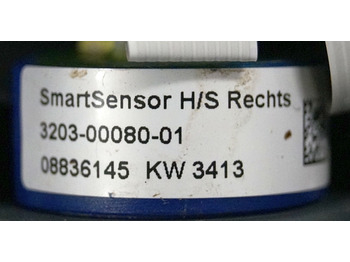 SmartSensor H/S Rechts
3203-00080-01
08836145 KW 3413